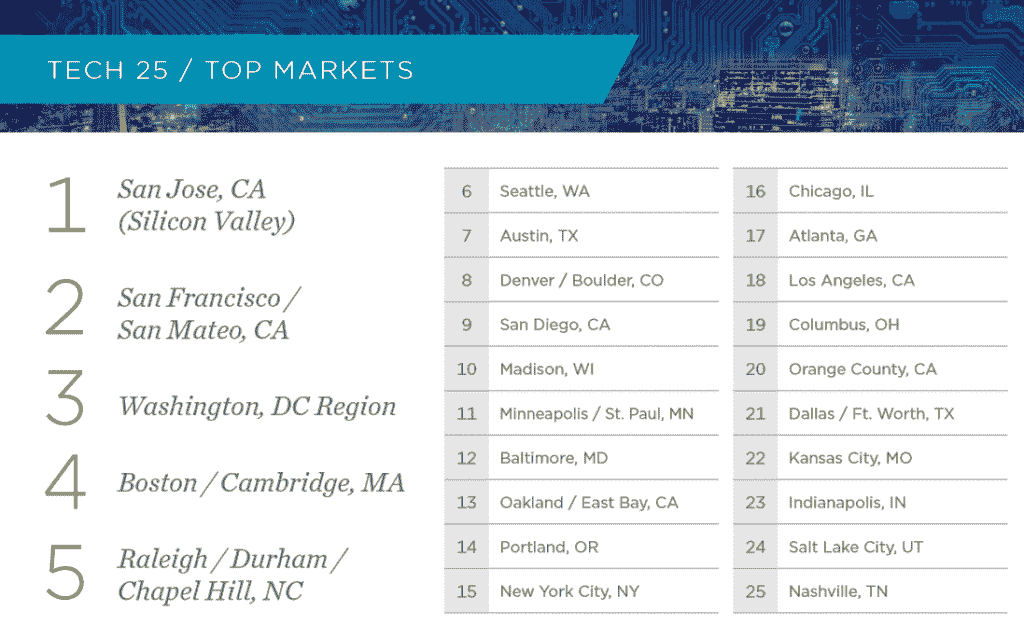 TECH 25 / TOP MARKETS
1 San Jose, CA
(Silicon Valley)
2 San Francisco /
San Mateo, CA
3 Washington, DC Region
4 Boston / Cambridge, MA
5 Raleigh / Durham /
Chapel Hill, NC
6 Seattle, WA
7 Austin, TX
8 Denver / Boulder, CO
9 San Diego, CA
10 Madison, WI
11 Minneapolis / St. Paul, MN
12 Baltimore, MD
13 Oakland / East Bay, CA
14 Portland, OR
15 New York City, NY
16 Chicago, IL
17 Atlanta, GA
18 Los Angeles, CA
19 Columbus, OH
20 Orange County, CA
21 Dallas / Ft. Worth, TX
22 Kansas City, MO
23 Indianapolis, IN
24 Salt Lake City, UT
25 Nashville, TN